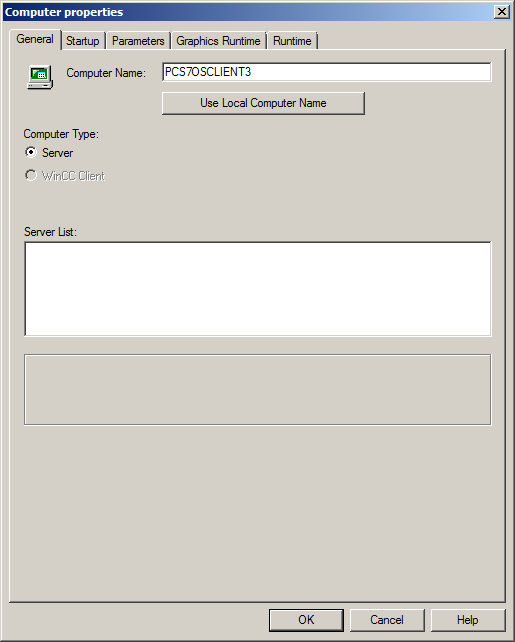 Computer properties
General Startup Parameters Graphics Runtime Runtime
Computer Name: PCS7OSCLIENT3
Use Local Computer Name
Computer Type:
Server
WinCC Client
Server List:
OK Cancel Help